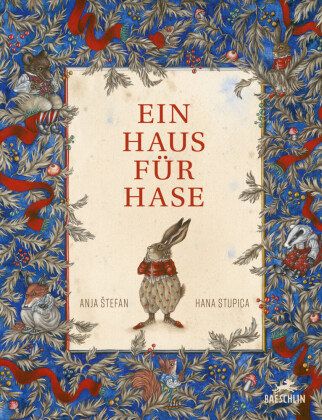 EIN
HAUS
FÜR
HASE
ANJA ŠTEFAN
HANA STUPICA
BAESCHLIN